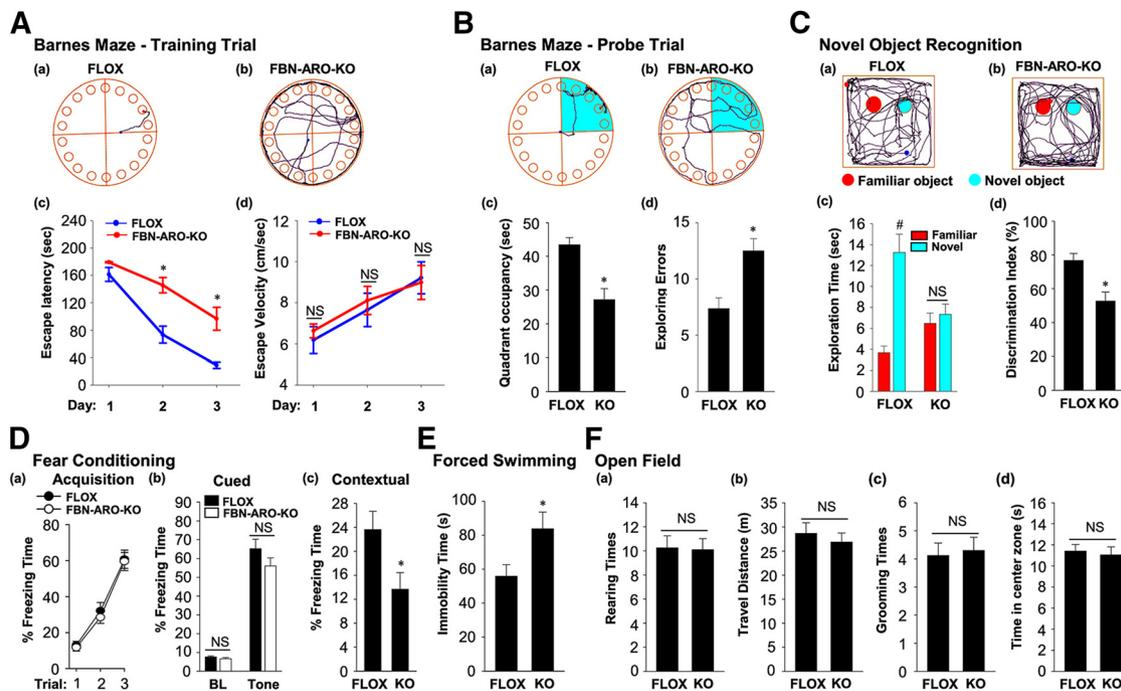 A
Barnes Maze - Training Trial
(a)
FLOX
(b)
FBN-ARO-KO
(c)
FLOX
FBN-ARO-KO
Escape latency (sec)
240
200
160
120
80
40
0
*
*
Day: 1 2 3
(d)
FLOX
FBN-ARO-KO
Escape Velocity (cm/sec)
12
10
8
6
4
NS
NS
NS
Day: 1 2 3
B
Barnes Maze - Probe Trial
(a)
FLOX
(b)
FBN-ARO-KO
(c)
Quadrant occupancy (sec)
50
40
30
20
10
0
*
FLOX KO
(d)
Exploring Errors
15
10
5
0
*
FLOX KO
C
Novel Object Recognition
(a)
FLOX
(b)
FBN-ARO-KO
Familiar object
Novel object
(c)
Exploration Time (sec)
16
14
12
10
8
6
4
2
0
#
Familiar
Novel
NS
FLOX KO
(d)
Discrimination Index (%)
100
80
60
40
20
0
*
FLOX KO
D
Fear Conditioning
(a)
Acquisition
FLOX
FBN-ARO-KO
% Freezing Time
80
60
40
20
0
Trial: 1 2 3
(b)
Cued
FLOX
FBN-ARO-KO
% Freezing Time
90
80
70
60
50
40
30
20
10
0
NS
NS
BL Tone
(c)
Contextual
% Freezing Time
28
24
20
16
12
8
4
0
*
FLOX KO
E
Forced Swimming
Immobility Time (s)
100
80
60
40
20
0
*
FLOX KO
F
Open Field
(a)
Rearing Times
14
12
10
8
6
4
2
0
NS
FLOX KO
(b)
Travel Distance (m)
35
30
25
20
15
10
5
0
NS
FLOX KO
(c)
Grooming Times
6
5
4
3
2
1
0
NS
FLOX KO
(d)
Time in center zone (s)
16
14
12
10
8
6
4
2
0
NS
FLOX KO